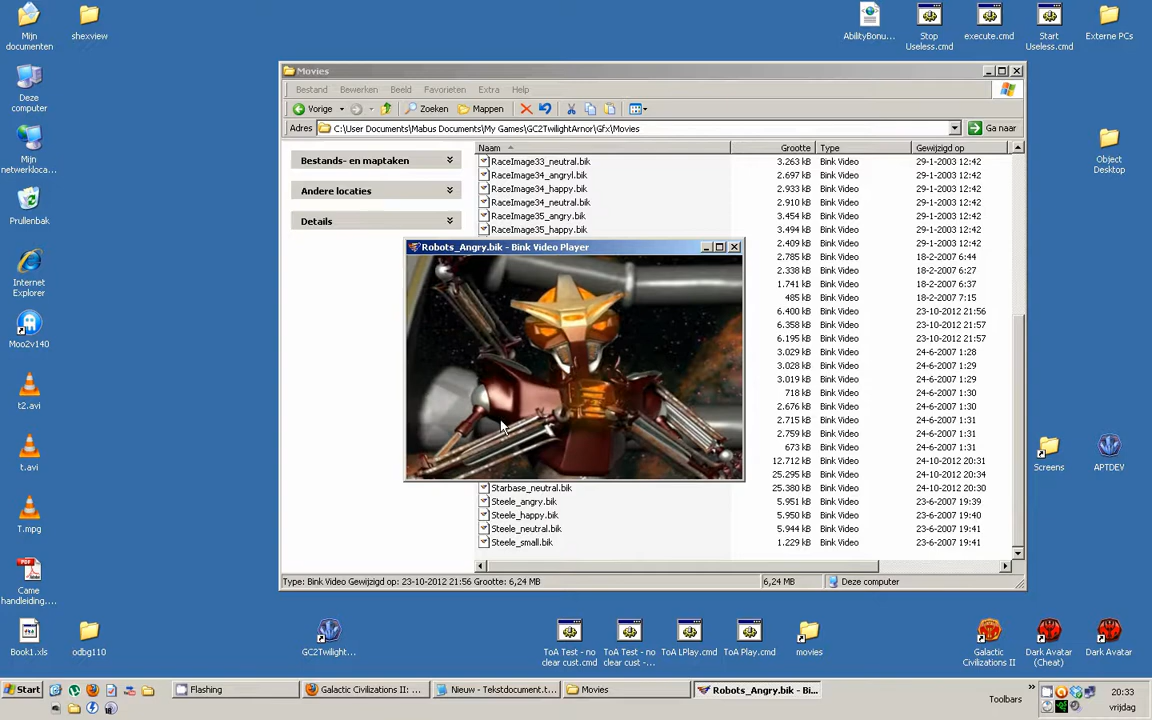 Mijn documenten
shexview
AbilityBonu...
Stop Useless.cmd
execute.cmd
Start Useless.cmd
Externe PCs
Deze computer
Mijn netwerkloca...
Prullenbak
Internet Explorer
Moo2v140
t2.avi
t.avi
T.mpg
Came handleiding....
Book1.xls
odbg110
Object Desktop
Screens
APTDEV
Movies
Bestand Bewerken Beeld Favorieten Extra Help
Vorige Zoeken Mappen
Adres C:\User Documents\Mabus Documents\My Games\GC2TwilightArnor\Gfx\Movies Ga naar
Bestands- en maptaken
Andere locaties
Details
Naam Grootte Type Gewijzigd op
RaceImage33_neutral.bik 3.263 kB Bink Video 29-1-2003 12:42
RaceImage34_angryl.bik 2.697 kB Bink Video 29-1-2003 12:42
RaceImage34_happy.bik 2.933 kB Bink Video 29-1-2003 12:42
RaceImage34_neutral.bik 2.910 kB Bink Video 29-1-2003 12:42
RaceImage35_angry.bik 3.454 kB Bink Video 29-1-2003 12:42
RaceImage35_happy.bik 3.494 kB Bink Video 29-1-2003 12:42
2.409 kB Bink Video 29-1-2003 12:42
2.785 kB Bink Video 18-2-2007 6:44
2.338 kB Bink Video 18-2-2007 6:27
1.741 kB Bink Video 18-2-2007 6:37
485 kB Bink Video 18-2-2007 7:15
6.400 kB Bink Video 23-10-2012 21:56
6.358 kB Bink Video 23-10-2012 21:57
6.195 kB Bink Video 23-10-2012 21:57
3.029 kB Bink Video 24-6-2007 1:28
3.028 kB Bink Video 24-6-2007 1:29
3.019 kB Bink Video 24-6-2007 1:29
718 kB Bink Video 24-6-2007 1:30
2.676 kB Bink Video 24-6-2007 1:30
2.715 kB Bink Video 24-6-2007 1:31
2.759 kB Bink Video 24-6-2007 1:31
673 kB Bink Video 24-6-2007 1:31
12.712 kB Bink Video 24-10-2012 20:31
25.295 kB Bink Video 24-10-2012 20:34
Starbase_neutral.bik 25.380 kB Bink Video 24-10-2012 20:30
Steele_angry.bik 5.951 kB Bink Video 23-6-2007 19:39
Steele_happy.bik 5.950 kB Bink Video 23-6-2007 19:40
Steele_neutral.bik 5.944 kB Bink Video 23-6-2007 19:41
Steele_small.bik 1.229 kB Bink Video 23-6-2007 19:41
Robots_Angry.bik - Bink Video Player
Type: Bink Video Gewijzigd op: 23-10-2012 21:56 Grootte: 6,24 MB 6,24 MB Deze computer
GC2Twilight...
ToA Test - no clear cust.cmd
ToA Test - no clear cust -...
ToA LPlay.cmd
ToA Play.cmd
movies
Galactic Civilizations II
Dark Avatar (Cheat)
Dark Avatar
Start
Flashing
Galactic Civilizations II: ...
Nieuw - Tekstdocument.t...
Movies
Robots_Angry.bik - Bi...
Toolbars
20:33
vrijdag